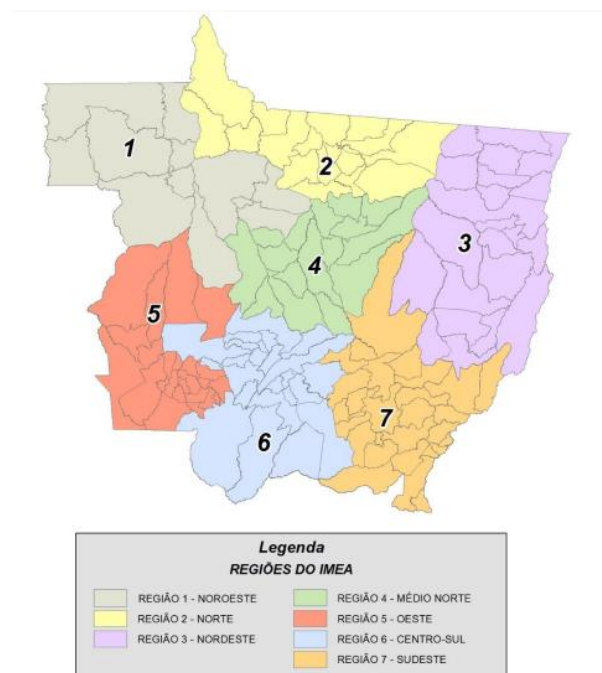 1
2
3
4
5
6
7
Legenda
REGIÕES DO IMEA
REGIÃO 1 - NOROESTE
REGIÃO 2 - NORTE
REGIÃO 3 - NORDESTE
REGIÃO 4 - MÉDIO NORTE
REGIÃO 5 - OESTE
REGIÃO 6 - CENTRO-SUL
REGIÃO 7 - SUDESTE